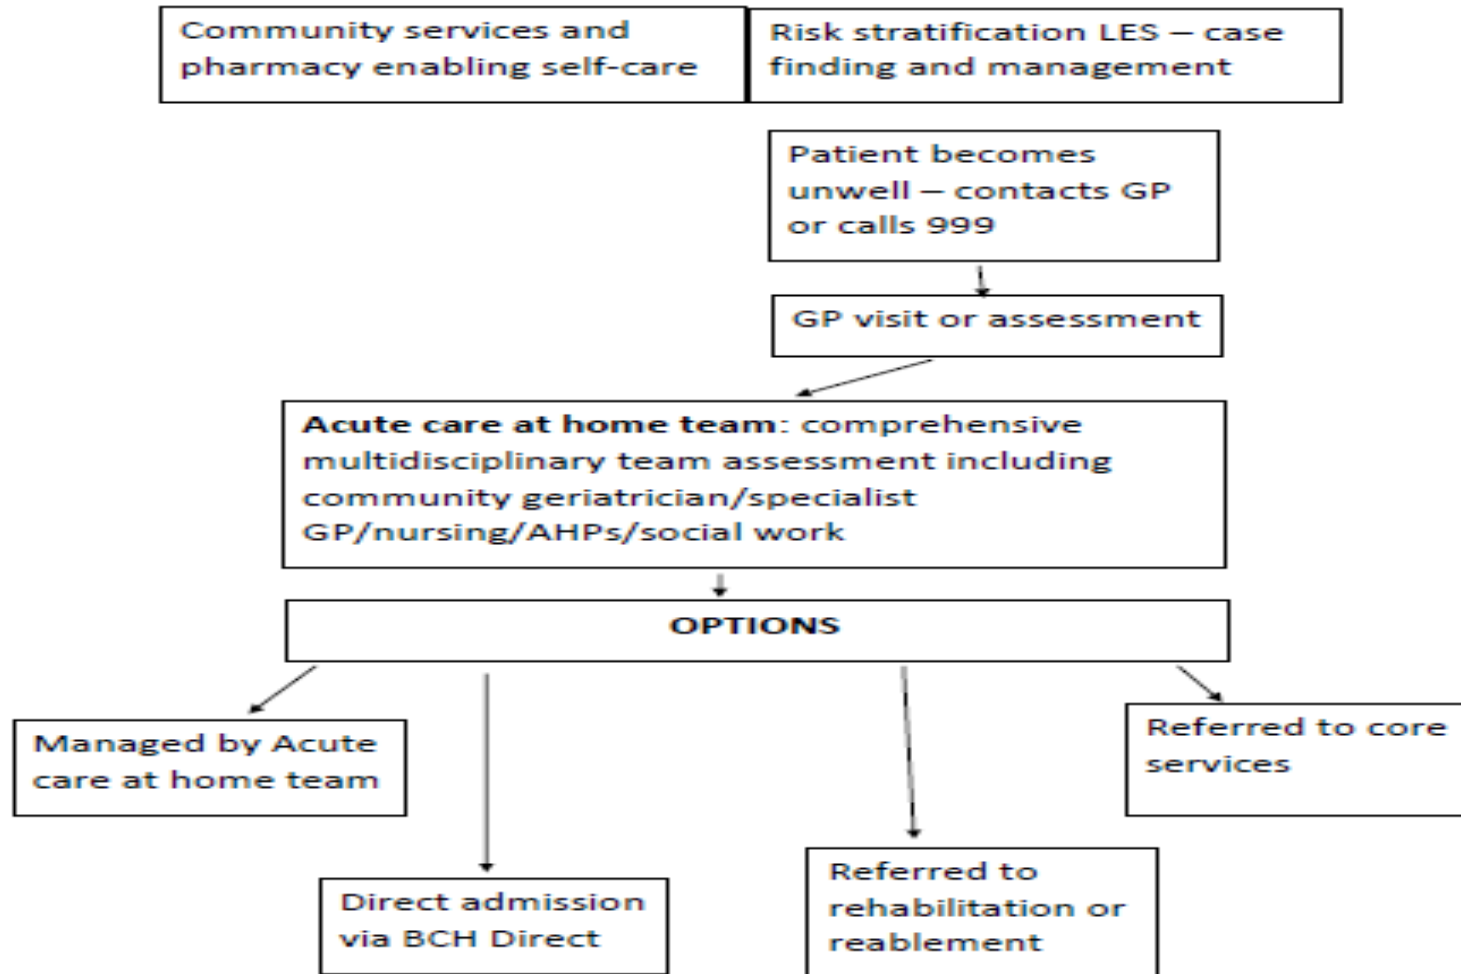 Community services and
pharmacy enabling self-care
Risk stratification LES – case
finding and management
Patient becomes
unwell – contacts GP
or calls 999
GP visit or assessment
Acute care at home team: comprehensive
multidisciplinary team assessment including
community geriatrician/specialist
GP/nursing/AHPs/social work
OPTIONS
Managed by Acute
care at home team
Direct admission
via BCH Direct
Referred to
rehabilitation or
reablement
Referred to core
services